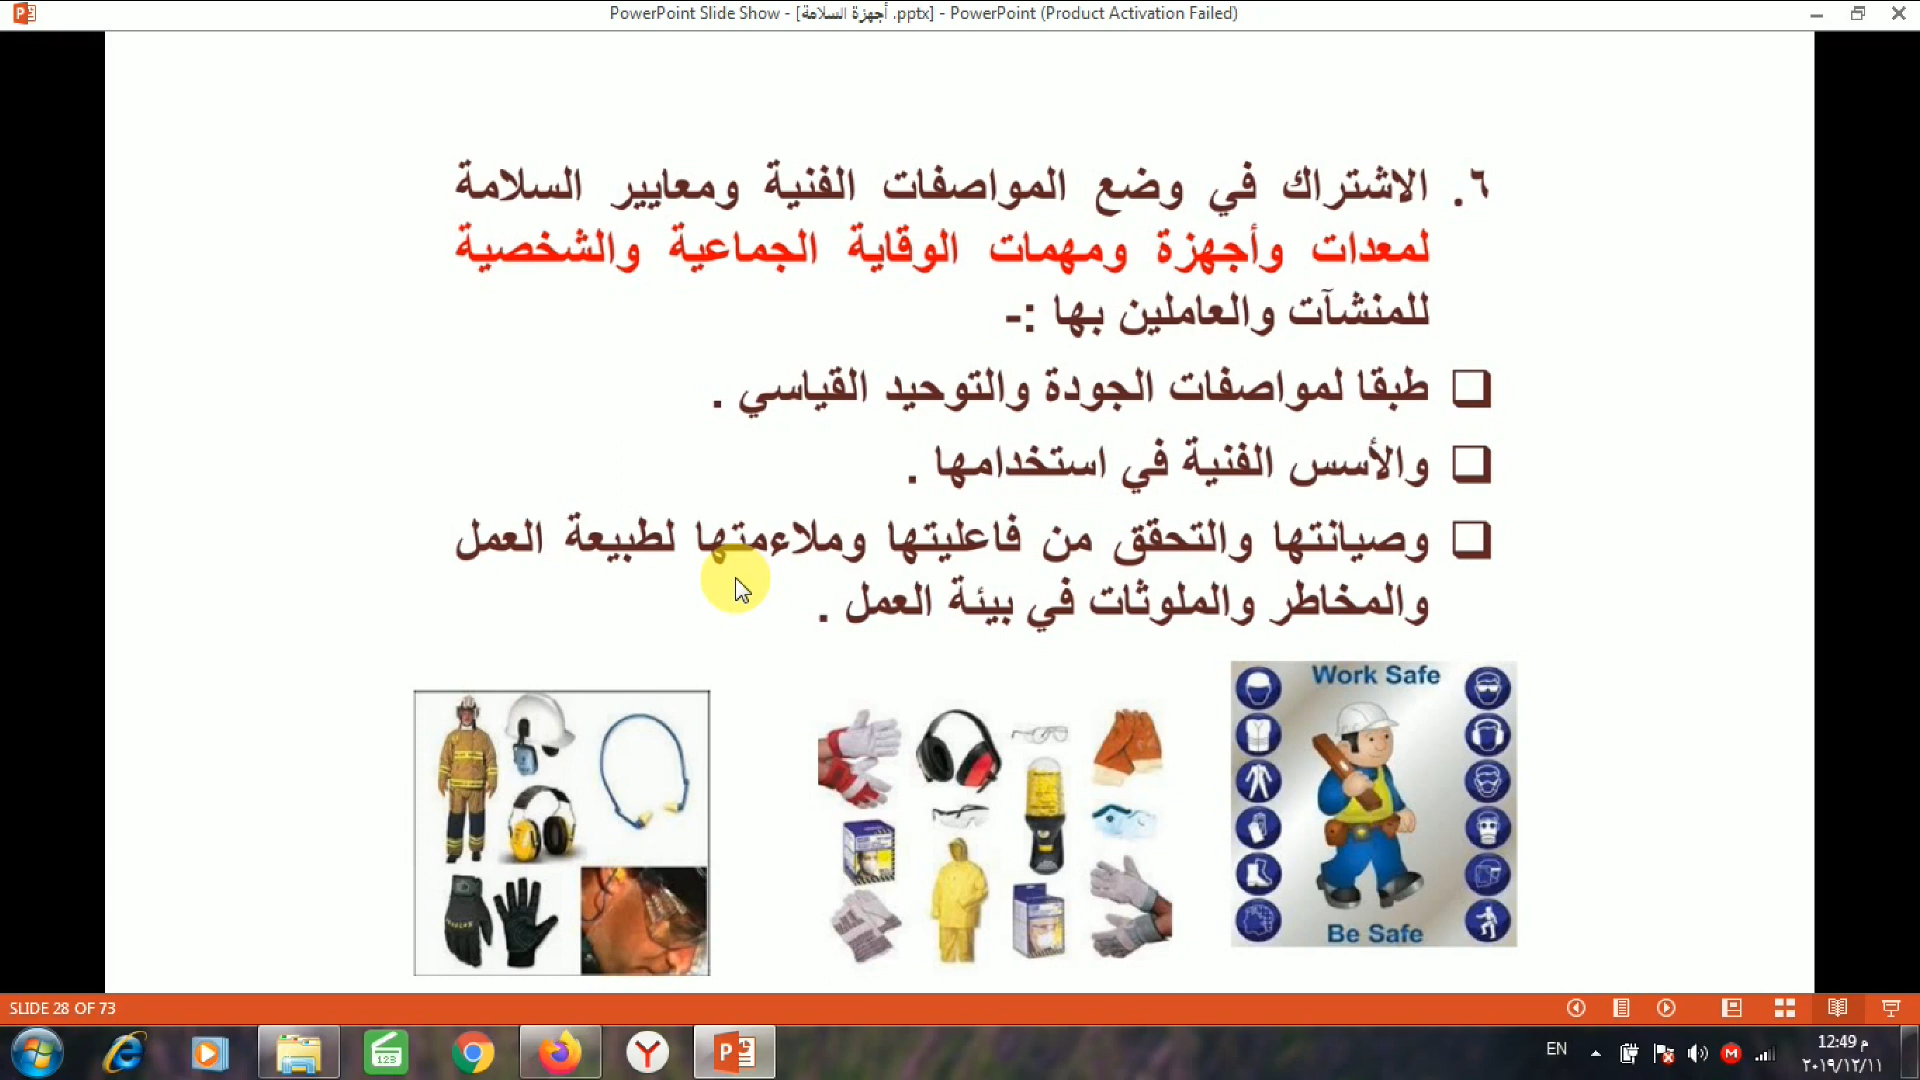 PowerPoint Slide Show - [أجهزة السلامة .pptx] - PowerPoint (Product Activation Failed)
٦. الاشتراك في وضع المواصفات الفنية ومعايير السلامة
لمعدات وأجهزة ومهمات الوقاية الجماعية والشخصية
للمنشآت والعاملين بها :-
طبقا لمواصفات الجودة والتوحيد القياسي .
والأسس الفنية في استخدامها .
وصيانتها والتحقق من فاعليتها وملاءمتها لطبيعة العمل
والمخاطر والملوثات في بيئة العمل .
Work Safe
Be Safe
SLIDE 28 OF 73
123
EN
12:49 م
٢٠١٩/١٢/١١